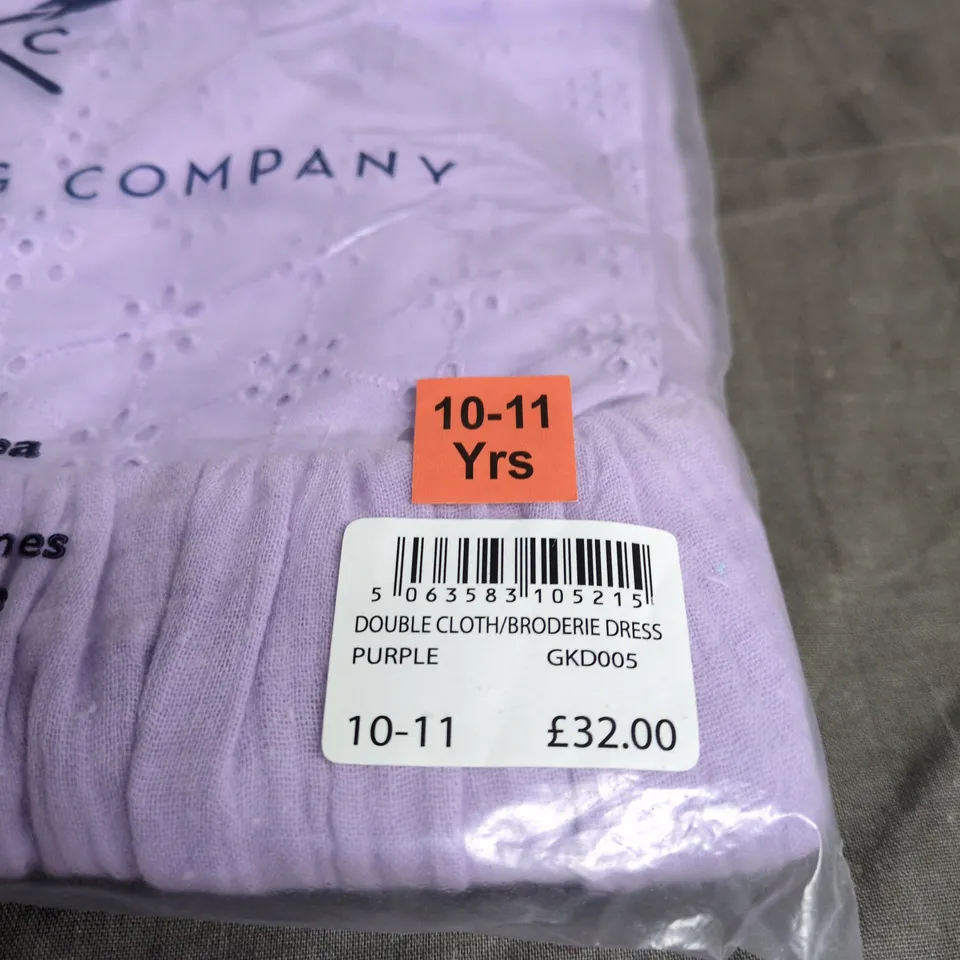 C
G COMPANY
10-11
Yrs
5 063583 105215
DOUBLE CLOTH/BRODERIE DRESS
PURPLE GKD005
10-11 £32.00